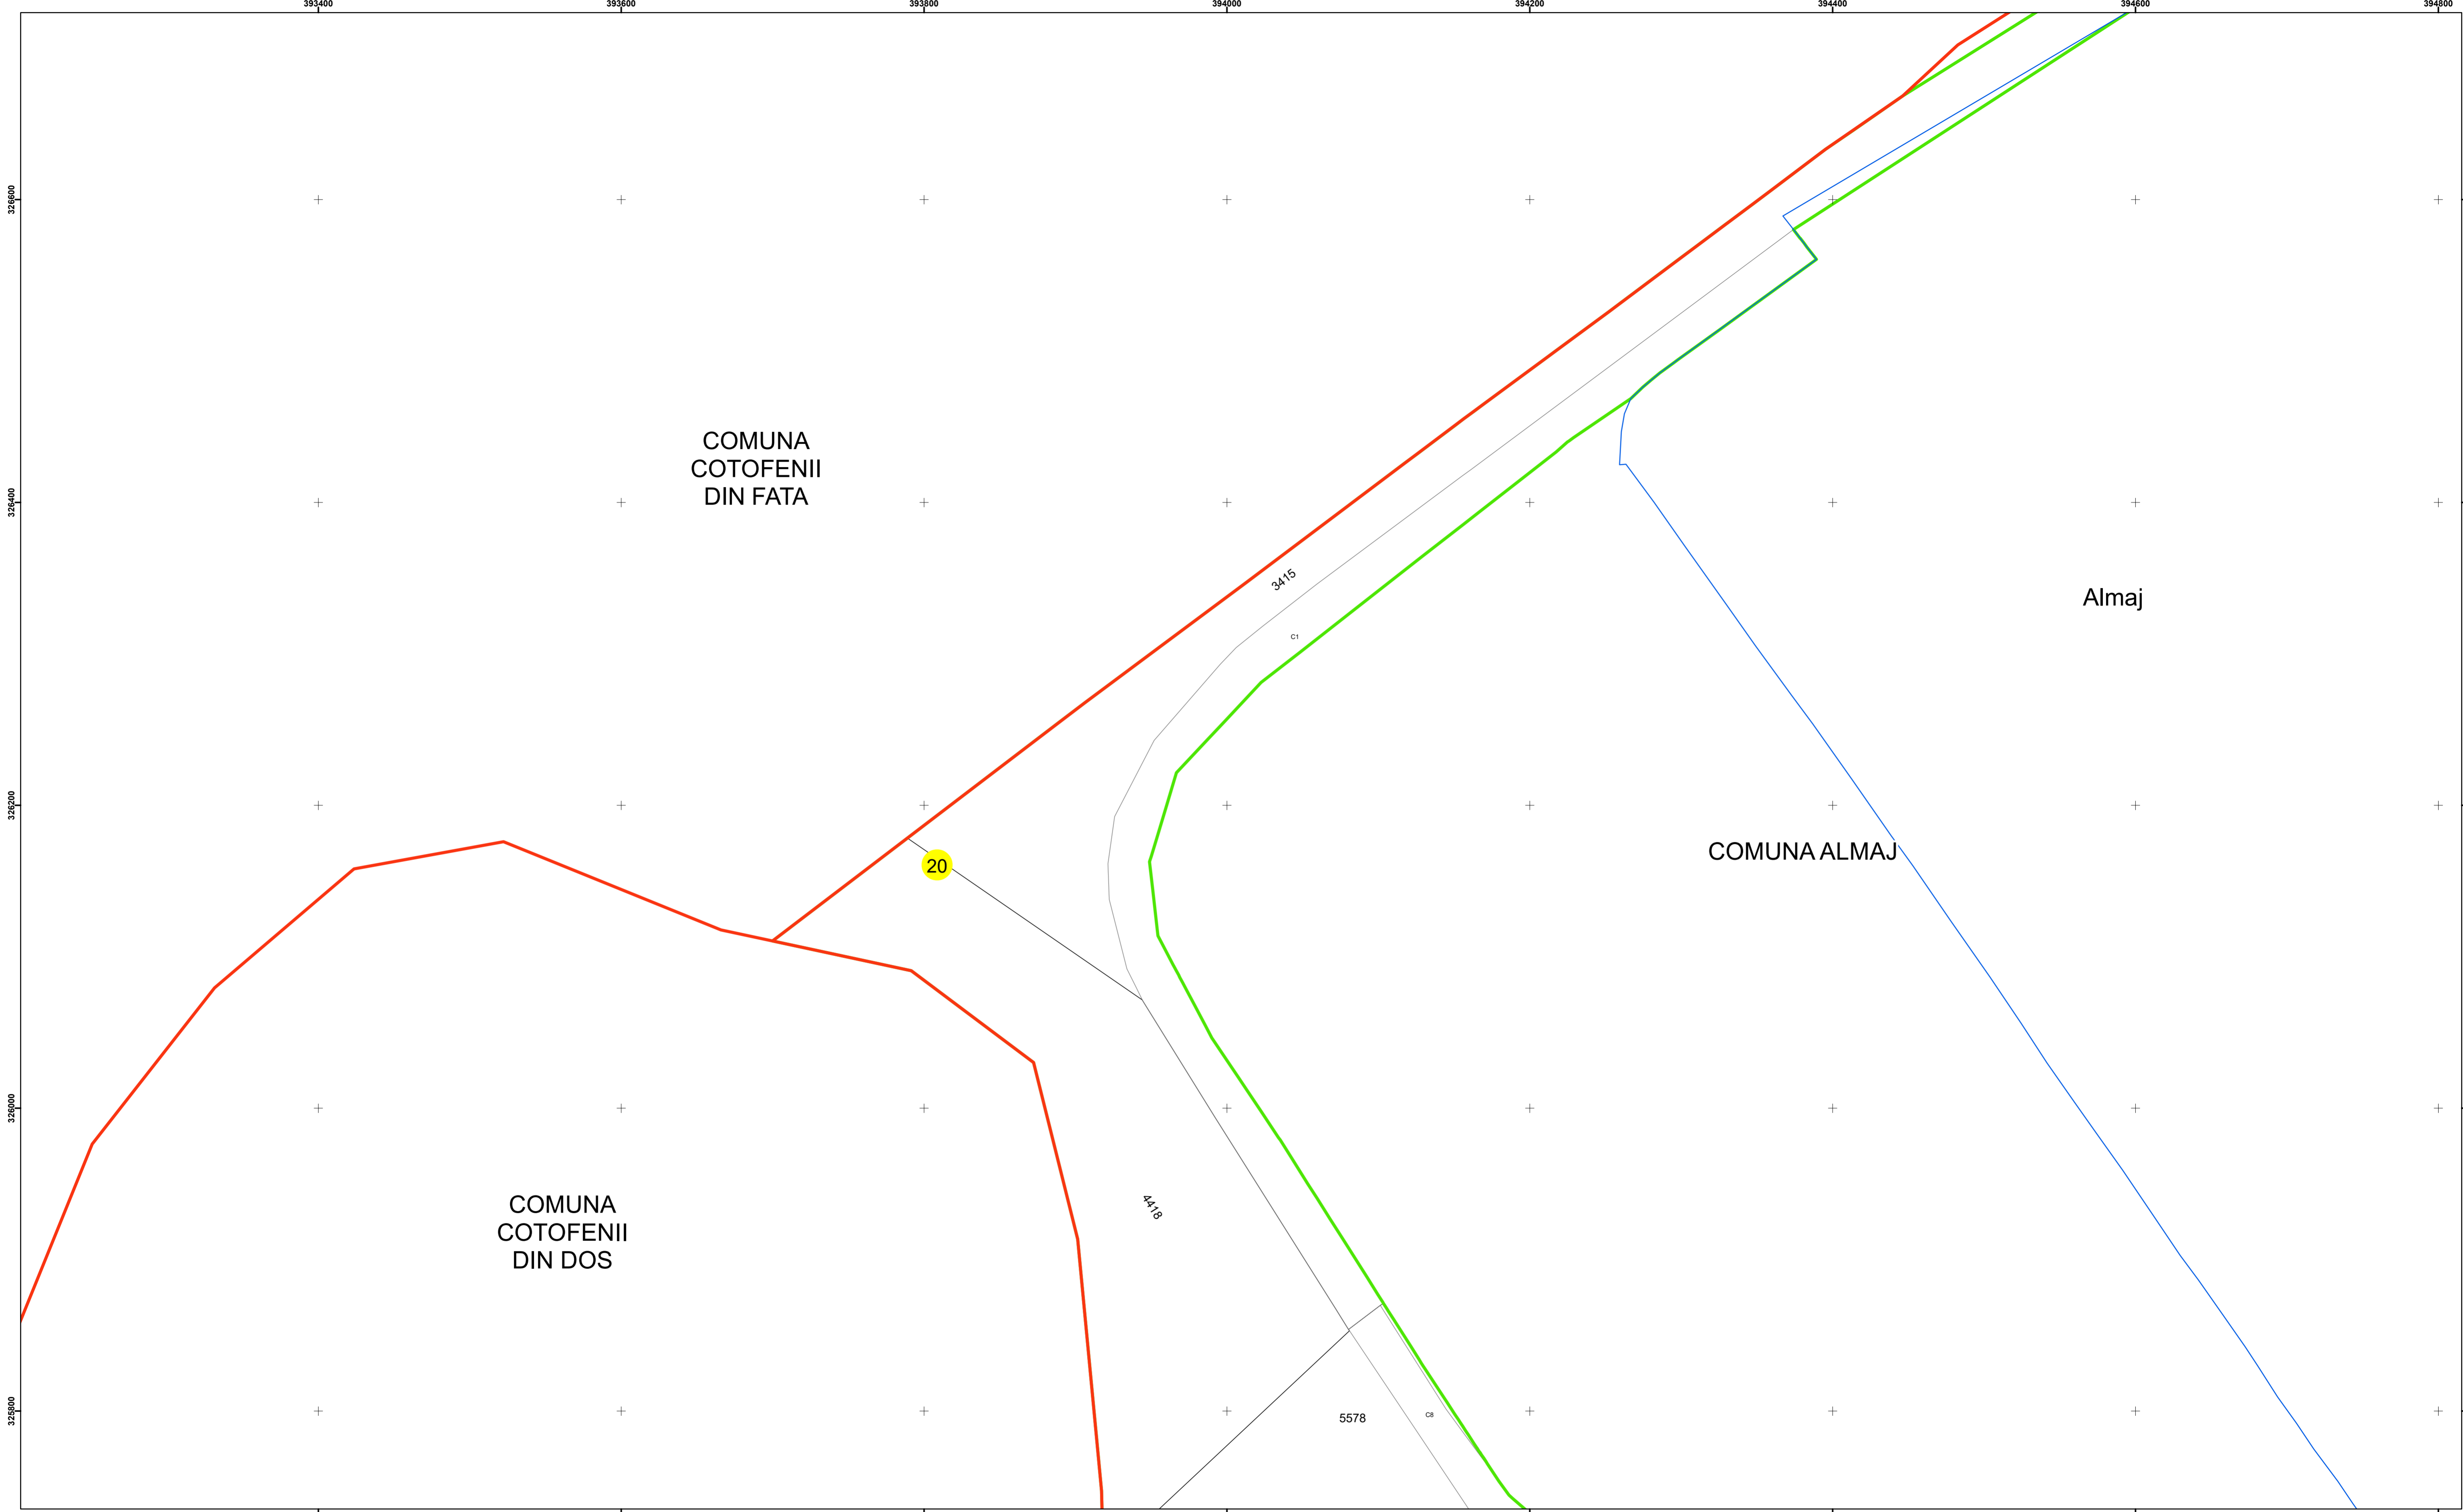 393400 393600 393800 394000 394200 394400 394600 394800
326600
COMUNA
COTOFENII
DIN FATA
326400
3415
Almaj
C1
326200
COMUNA ALMAJ
20
326000
4418
COMUNA
COTOFENII
DIN DOS
325800
5578
C8